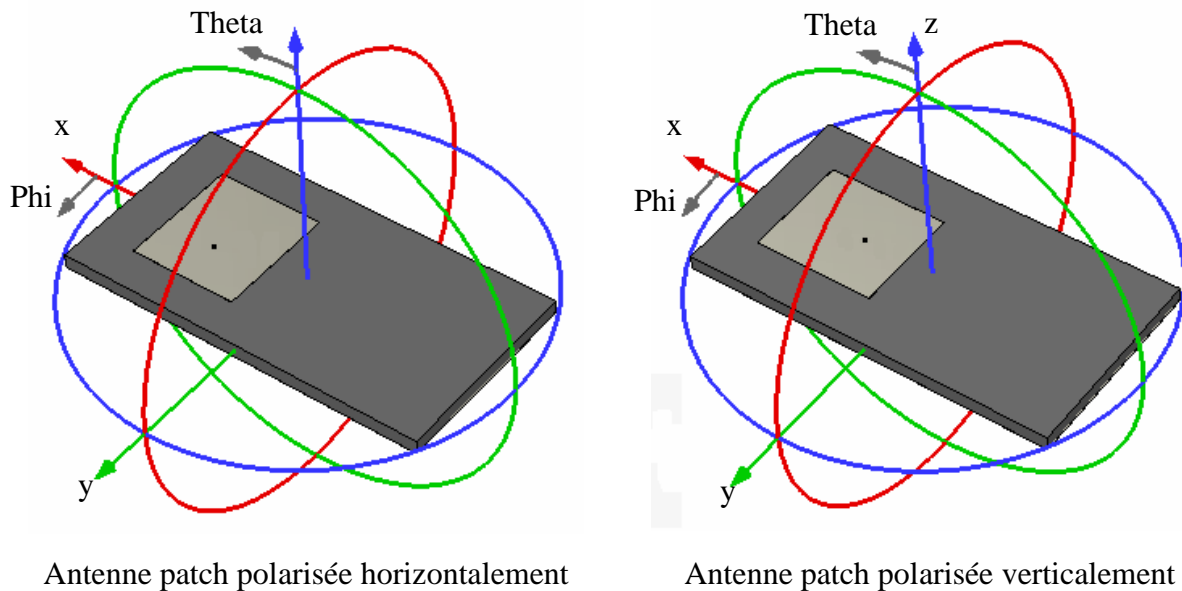 Theta
x
Phi
y
Theta
z
x
Phi
y
Antenne patch polarisée horizontalement
Antenne patch polarisée verticalement